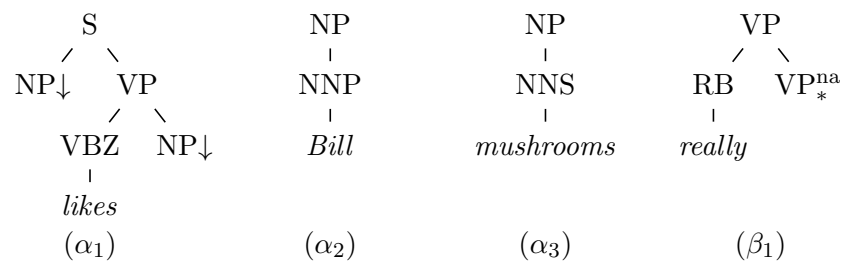 S NP NP VP
NP↓ VP NNP NNS RB VP*ⁿᵃ
VBZ NP↓ Bill mushrooms really
likes
(α₁) (α₂) (α₃) (β₁)